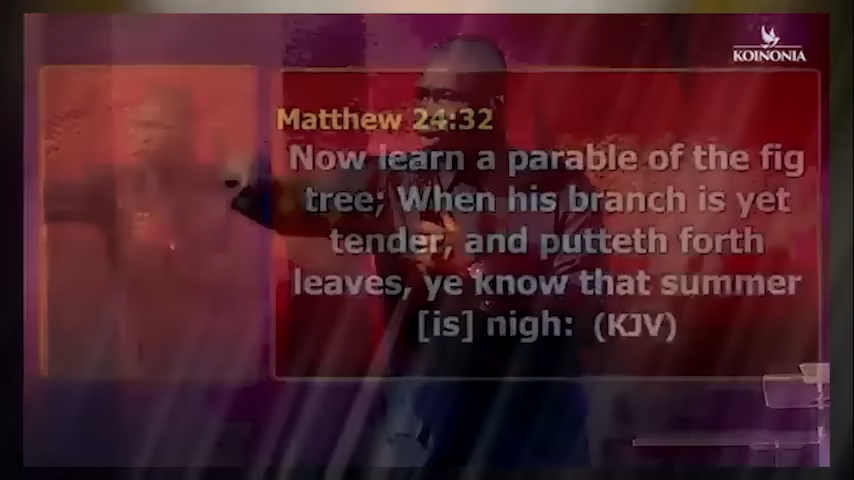 KOINONIA
Matthew 24:32
Now learn a parable of the fig
tree; When his branch is yet
tender, and putteth forth
leaves, ye know that summer
[is] nigh: (KJV)